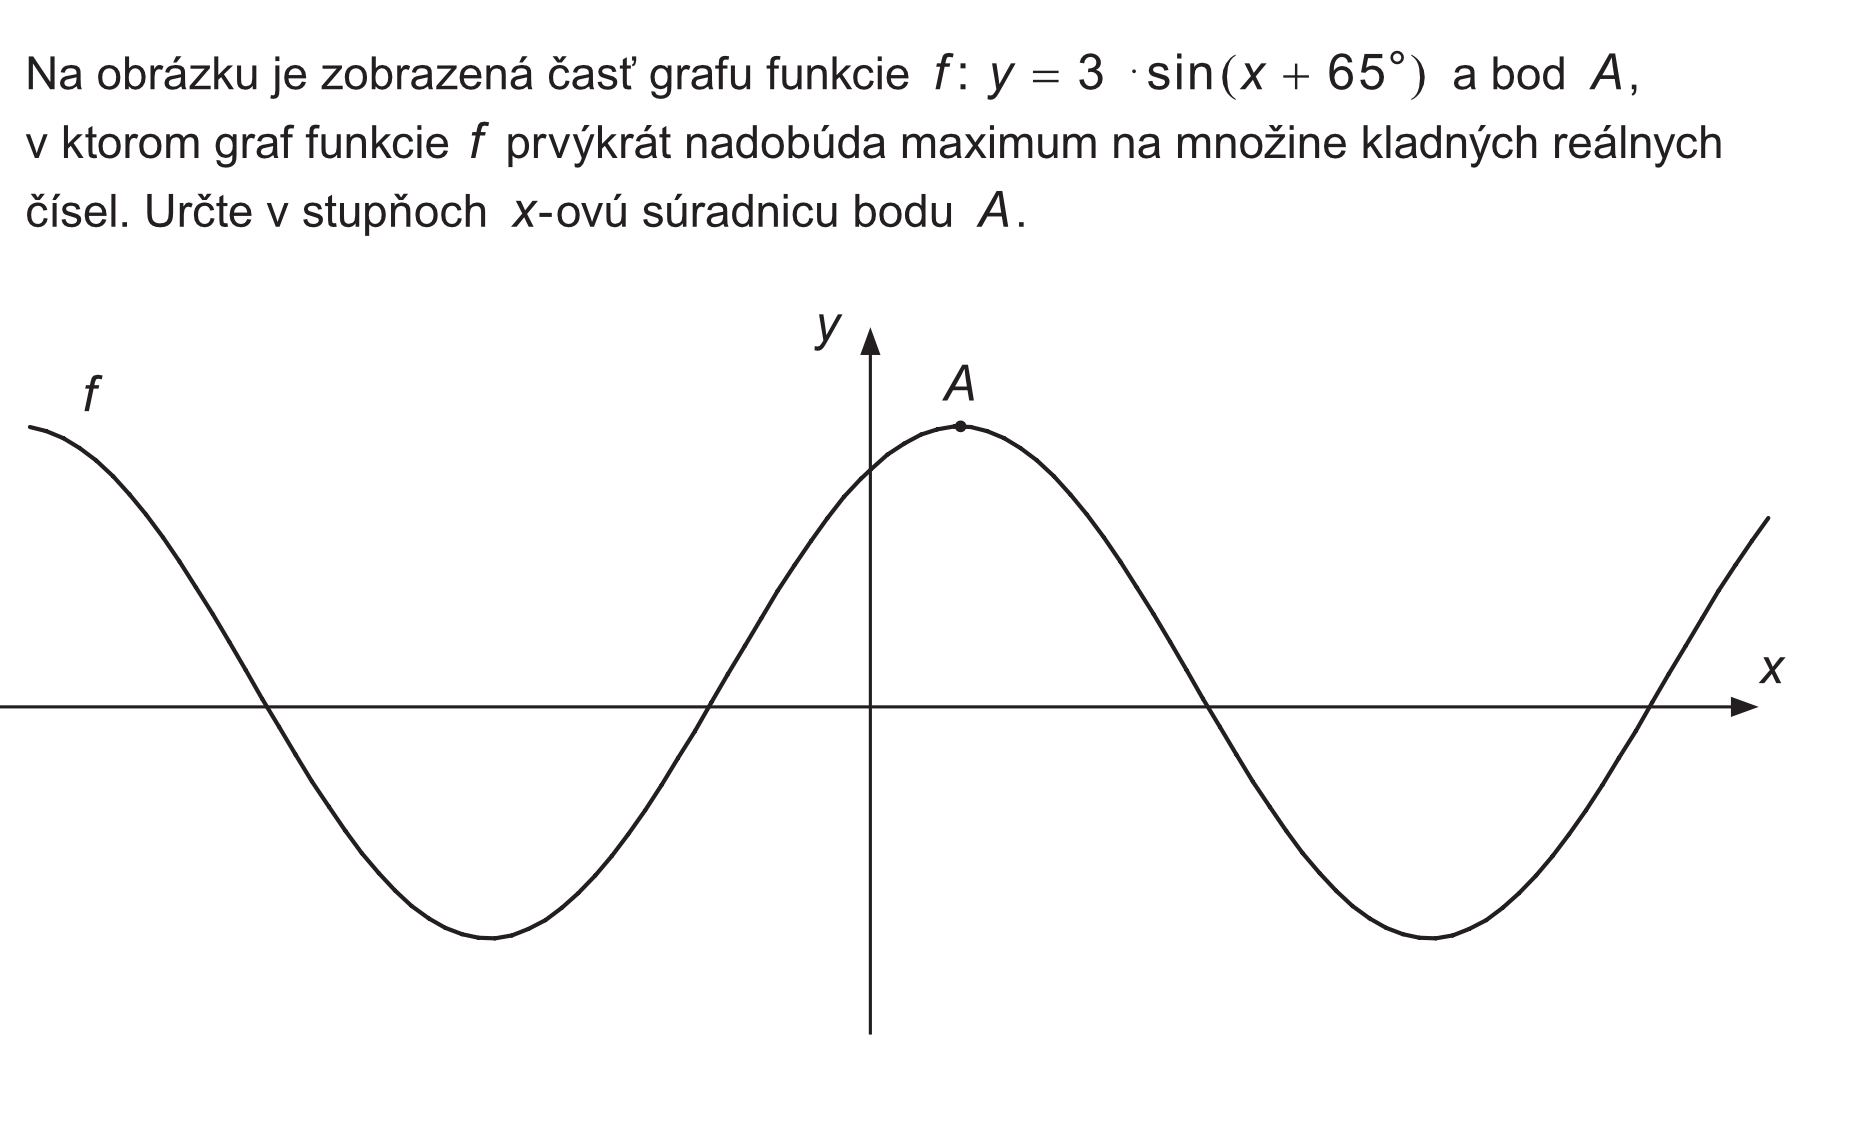 Na obrázku je zobrazená časť grafu funkcie f: y = 3 · sin(x + 65°) a bod A,
v ktorom graf funkcie f prvýkrát nadobúda maximum na množine kladných reálnych
čísel. Určte v stupňoch x-ovú súradnicu bodu A.
y
A
f
x